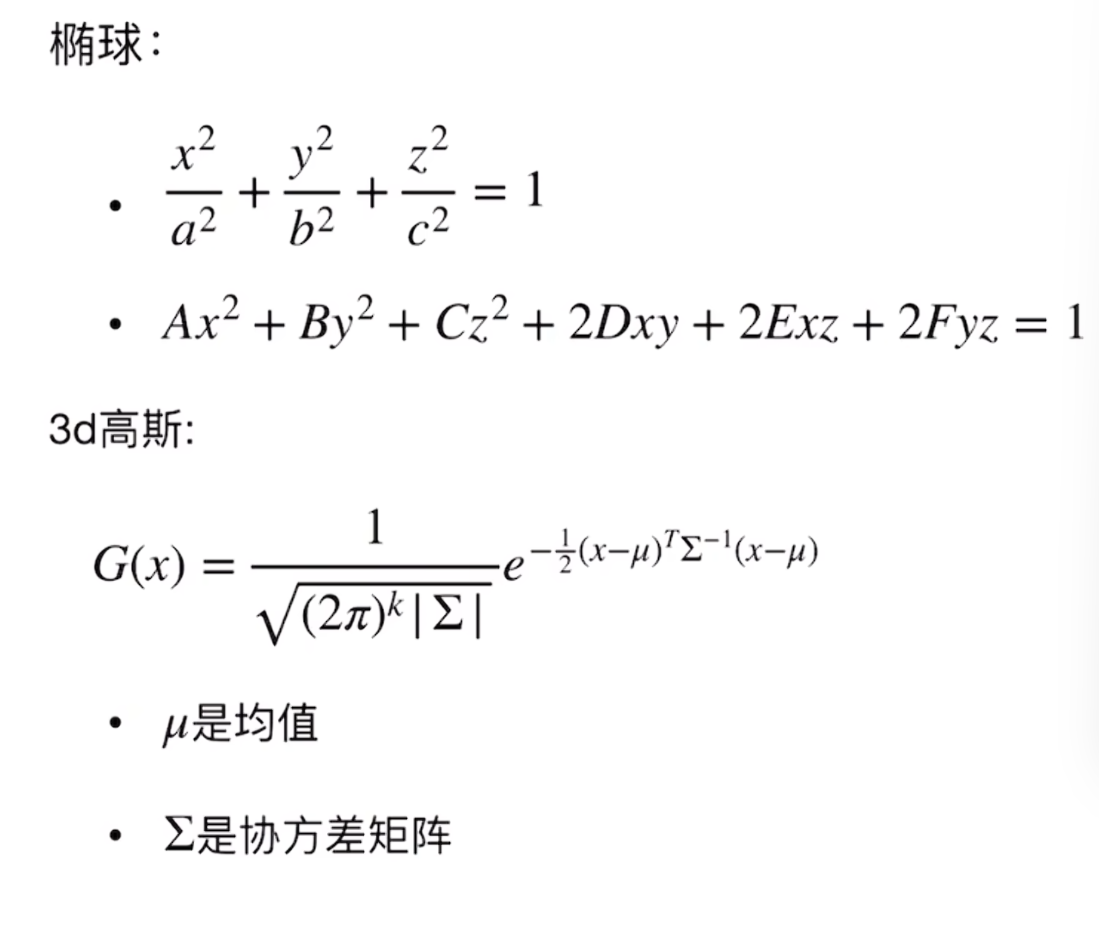 椭球：
• \frac{x^2}{a^2} + \frac{y^2}{b^2} + \frac{z^2}{c^2} = 1
• Ax^2 + By^2 + Cz^2 + 2Dxy + 2Exz + 2Fyz = 1
3d高斯:
G(x) = \frac{1}{\sqrt{(2\pi)^k|\Sigma|}} e^{-\frac{1}{2}(x-\mu)^T\Sigma^{-1}(x-\mu)}
• μ是均值
• Σ是协方差矩阵